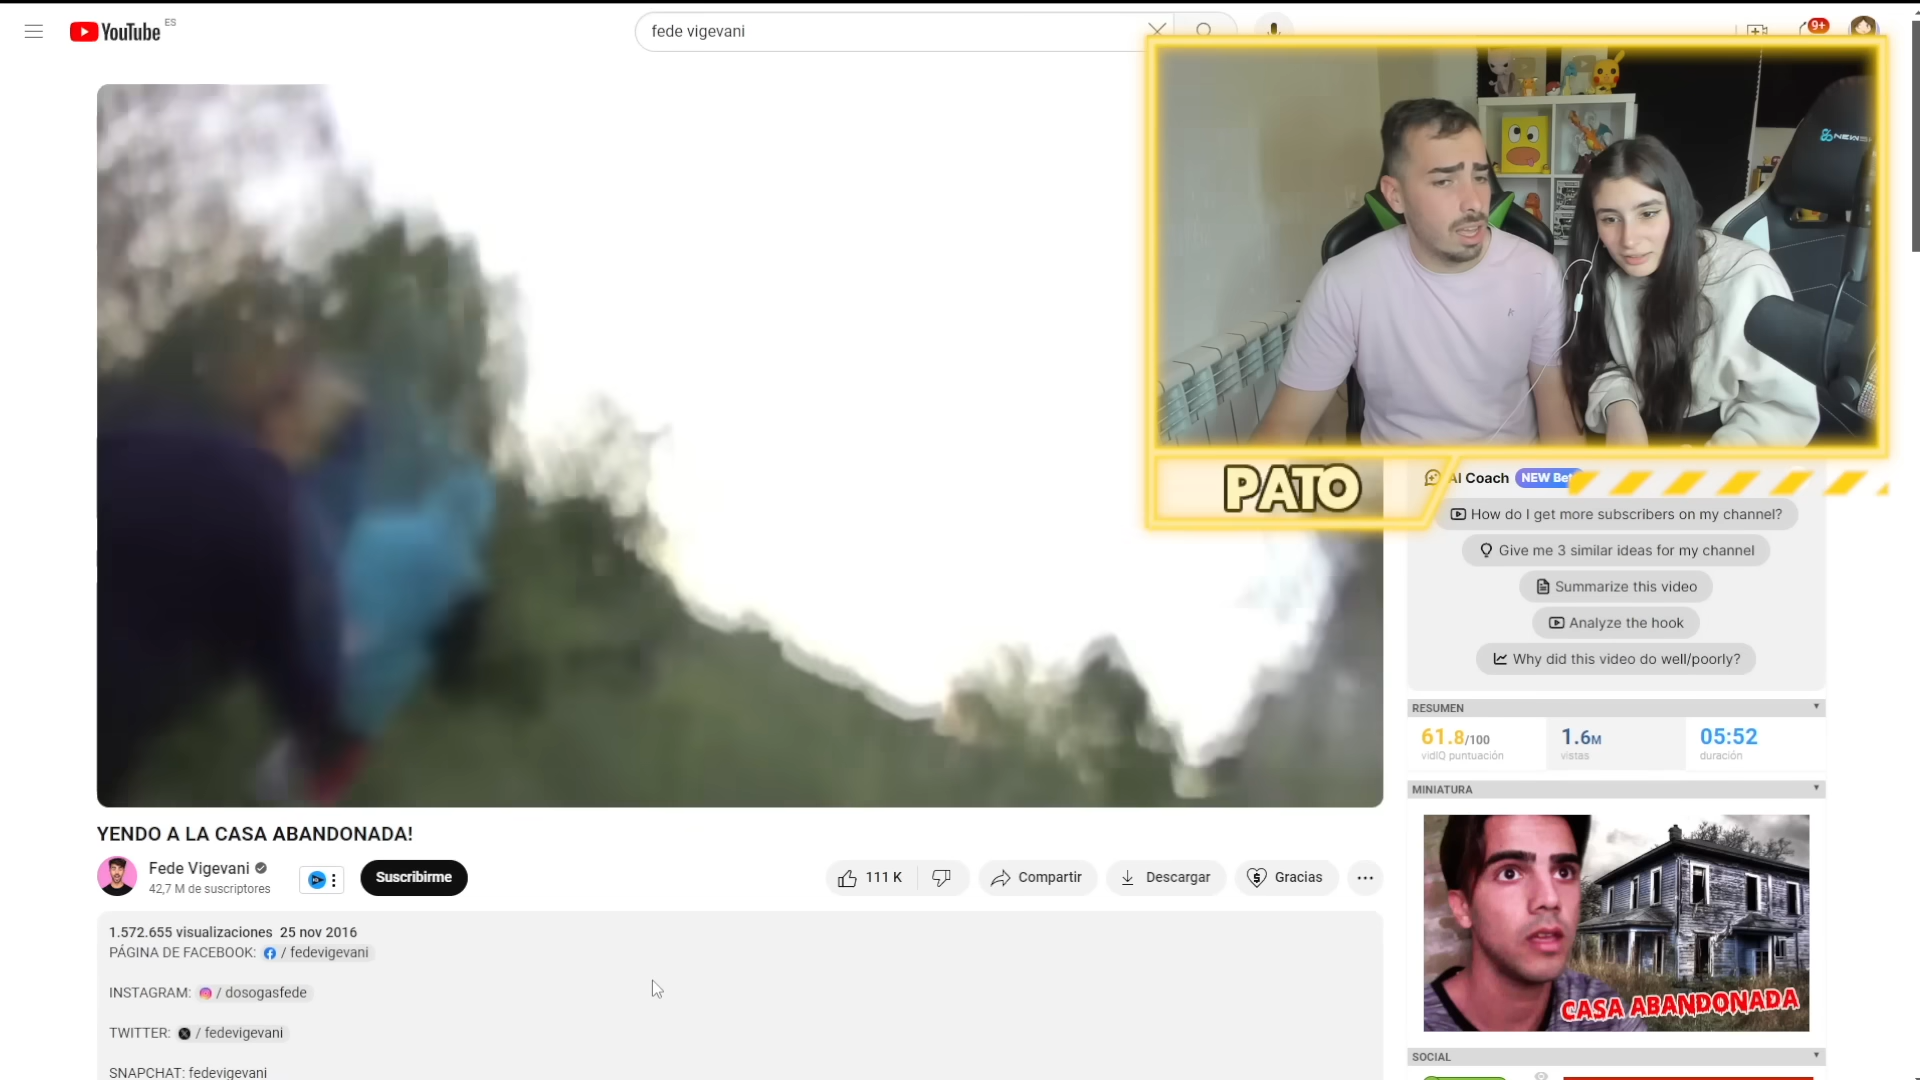 YouTube ES
fede vigevani
9+
PATO
AI Coach NEW Bet
How do I get more subscribers on my channel?
Give me 3 similar ideas for my channel
Summarize this video
Analyze the hook
Why did this video do well/poorly?
RESUMEN
61.8/100
vidIQ puntuación
1.6M
vistas
05:52
duración
MINIATURA
CASA ABANDONADA
SOCIAL
YENDO A LA CASA ABANDONADA!
Fede Vigevani
42,7 M de suscriptores
Suscribirme
111 K
Compartir
Descargar
Gracias
1.572.655 visualizaciones 25 nov 2016
PÁGINA DE FACEBOOK: / fedevigevani
INSTAGRAM: / dosogasfede
TWITTER: / fedevigevani
SNAPCHAT: fedevigevani